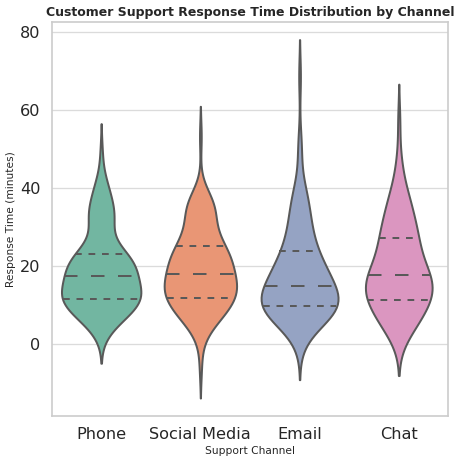 Customer Support Response Time Distribution by Channel
80
60
40
20
0
Response Time (minutes)
Phone
Social Media
Email
Chat
Support Channel